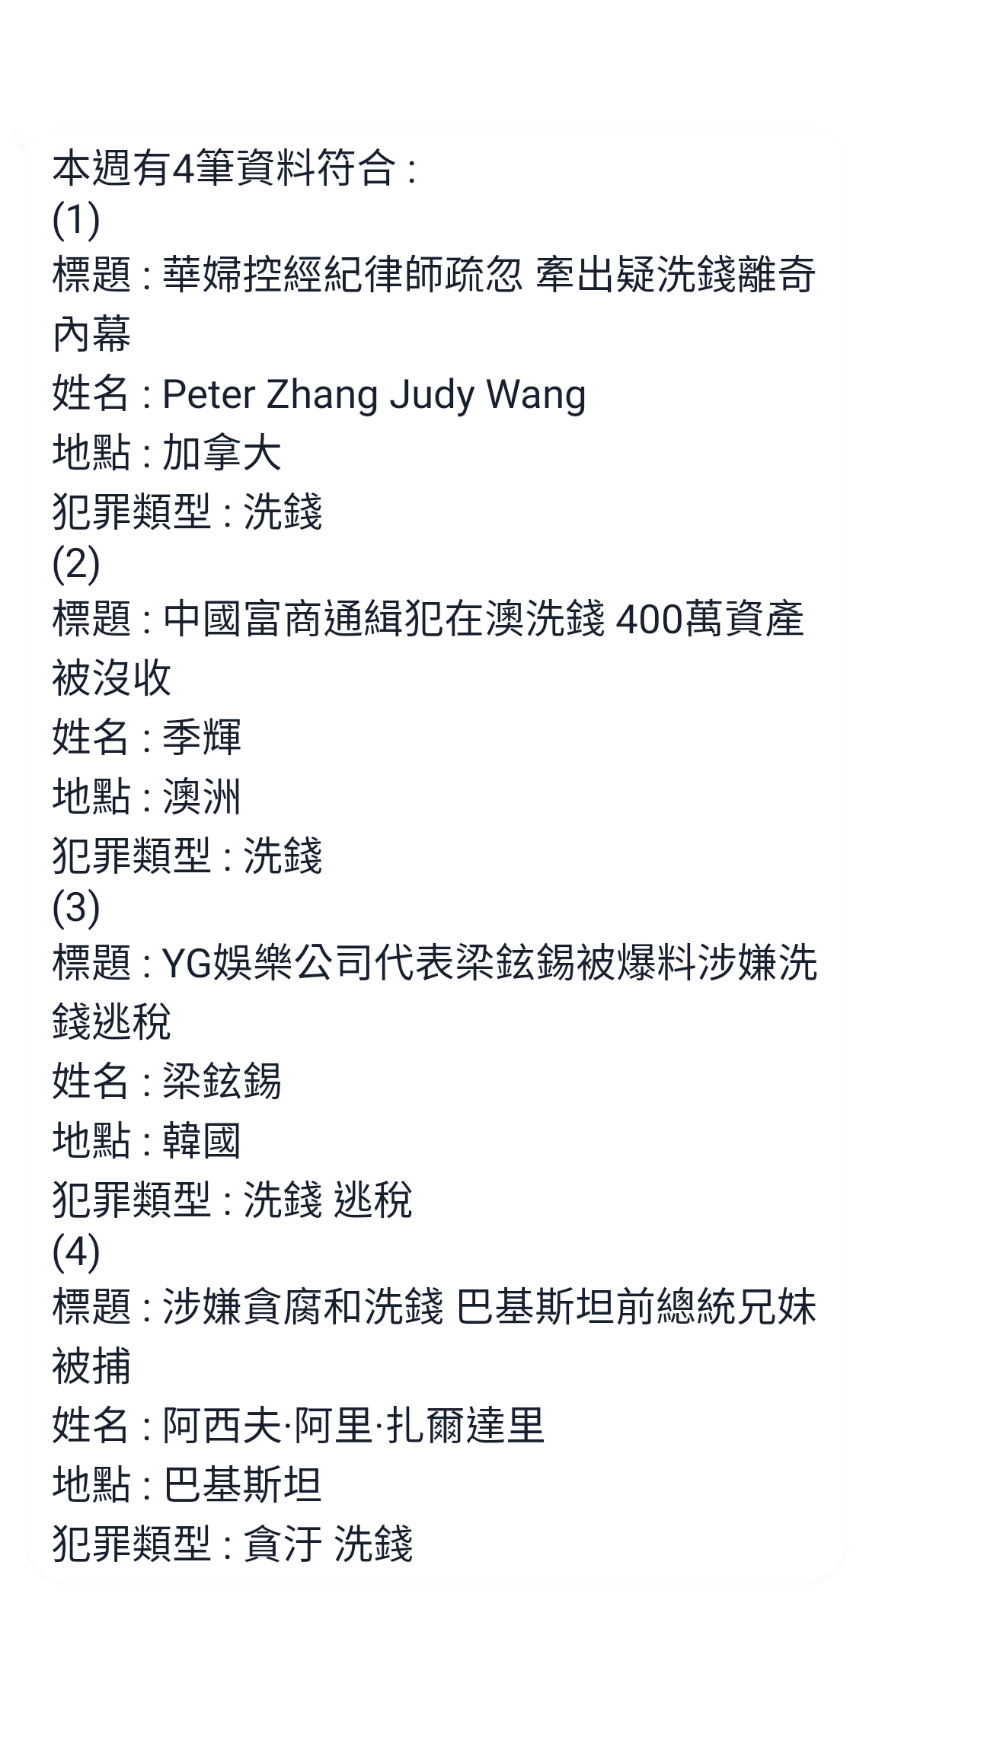 本週有4筆資料符合 :
(1)
標題 : 華婦控經紀律師疏忽 牽出疑洗錢離奇
內幕
姓名 : Peter Zhang Judy Wang
地點 : 加拿大
犯罪類型 : 洗錢
(2)
標題 : 中國富商通緝犯在澳洗錢 400萬資產
被沒收
姓名 : 季輝
地點 : 澳洲
犯罪類型 : 洗錢
(3)
標題 : YG娛樂公司代表梁鉉錫被爆料涉嫌洗
錢逃稅
姓名 : 梁鉉錫
地點 : 韓國
犯罪類型 : 洗錢 逃稅
(4)
標題 : 涉嫌貪腐和洗錢 巴基斯坦前總統兄妹
被捕
姓名 : 阿西夫·阿里·扎爾達里
地點 : 巴基斯坦
犯罪類型 : 貪汙 洗錢